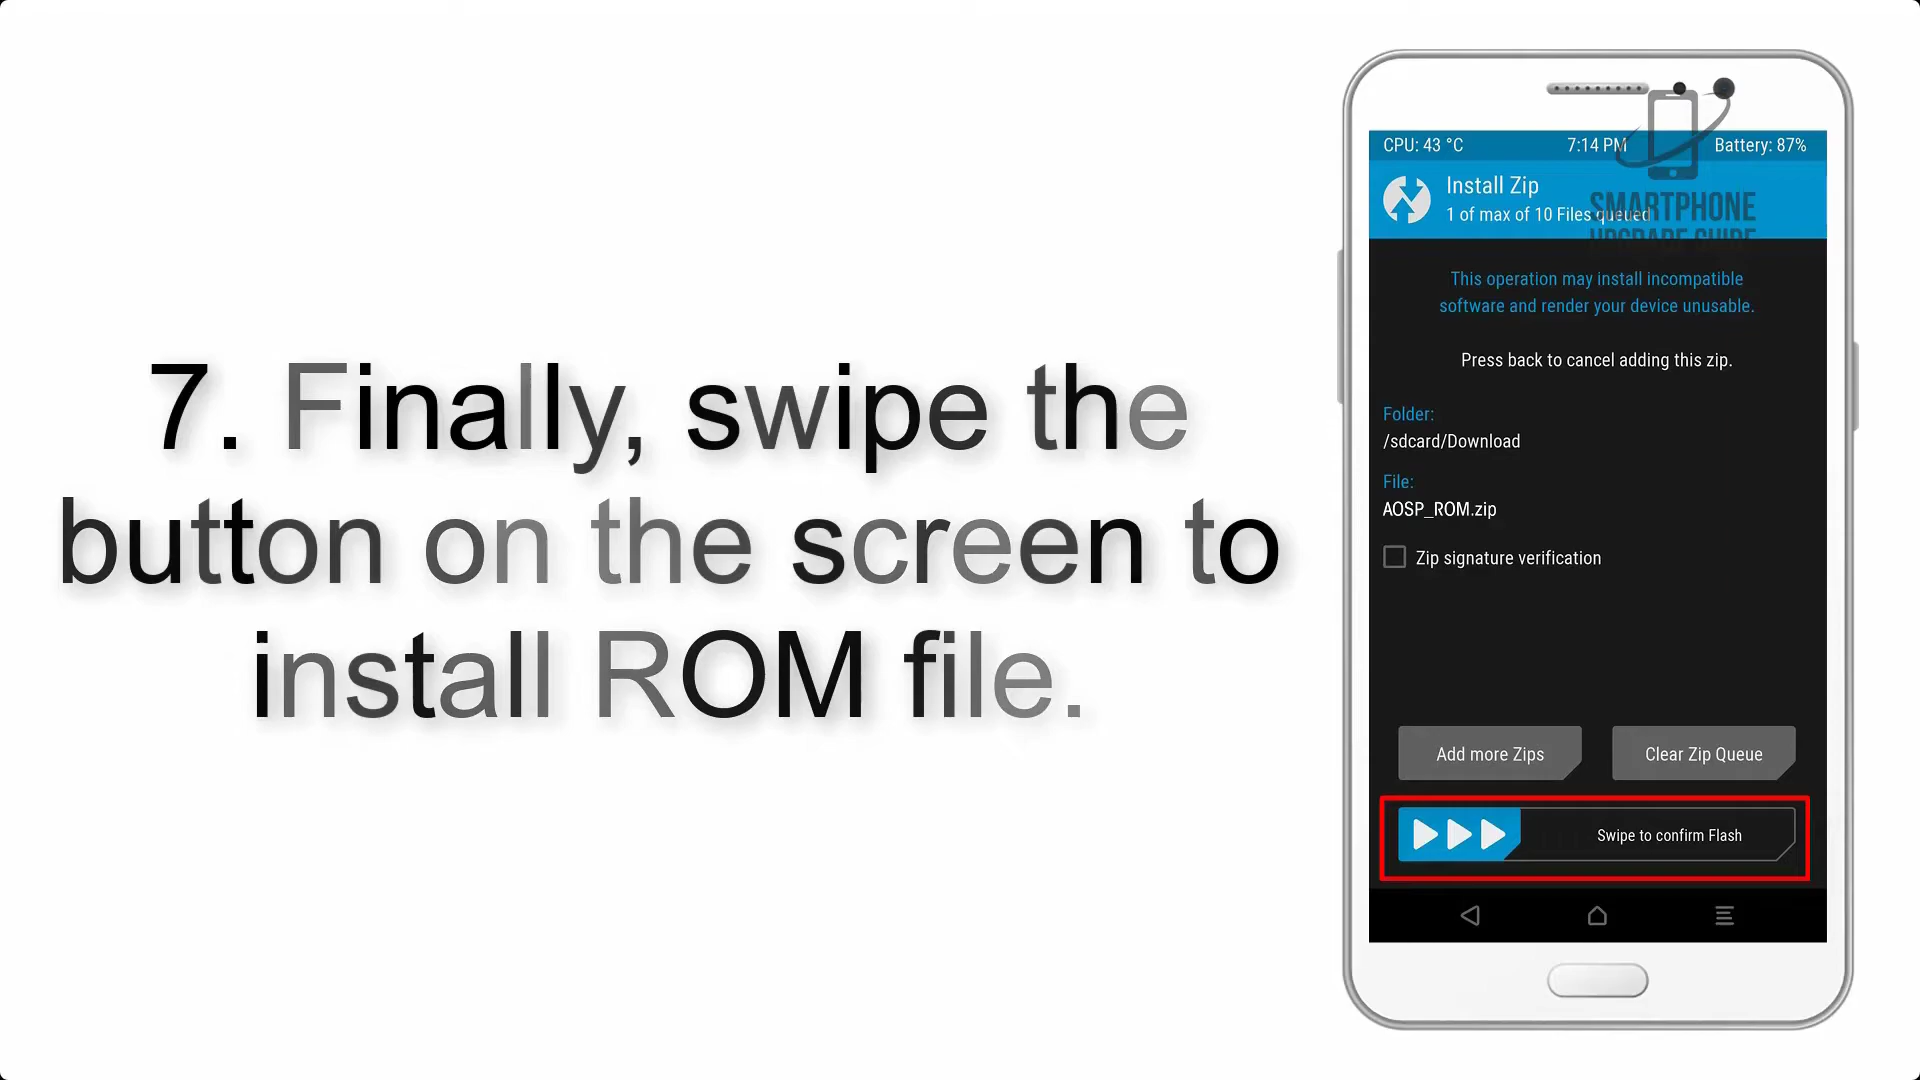 7. Finally, swipe the
button on the screen to
install ROM file.
CPU: 43 °C 7:14 PM Battery: 87%
Install Zip
1 of max of 10 Files queued
SMARTPHONE
UPGRADE GUIDE
This operation may install incompatible
software and render your device unusable.
Press back to cancel adding this zip.
Folder:
/sdcard/Download
File:
AOSP_ROM.zip
Zip signature verification
Add more Zips Clear Zip Queue
Swipe to confirm Flash